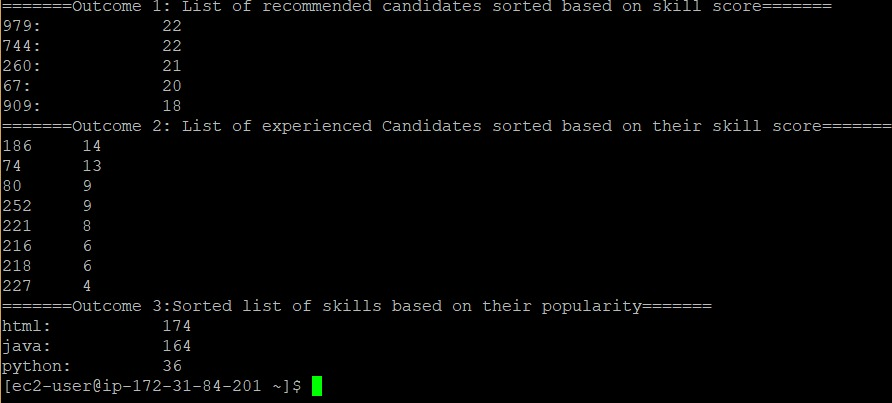 =======Outcome 1: List of recommended candidates sorted based on skill score=======
979: 22
744: 22
260: 21
67: 20
909: 18
=======Outcome 2: List of experienced Candidates sorted based on their skill score=======
186 14
74 13
80 9
252 9
221 8
216 6
218 6
227 4
=======Outcome 3:Sorted list of skills based on their popularity=======
html: 174
java: 164
python: 36
[ec2-user@ip-172-31-84-201 ~]$